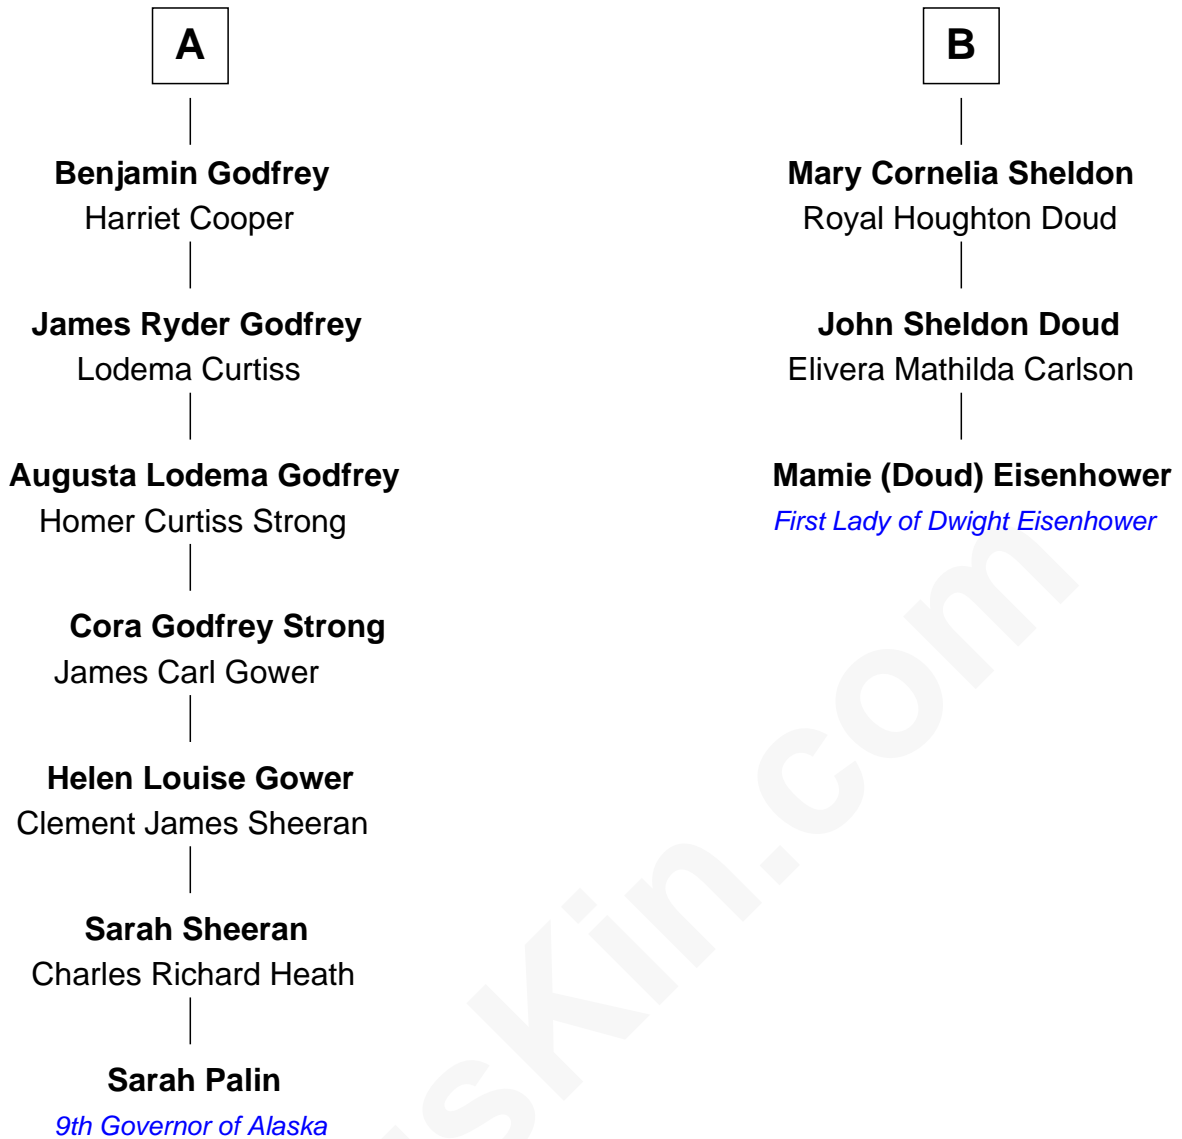 A
Benjamin Godfrey
Harriet Cooper
James Ryder Godfrey
Lodema Curtiss
Augusta Lodema Godfrey
Homer Curtiss Strong
Cora Godfrey Strong
James Carl Gower
Helen Louise Gower
Clement James Sheeran
Sarah Sheeran
Charles Richard Heath
Sarah Palin
9th Governor of Alaska
B
Mary Cornelia Sheldon
Royal Houghton Doud
John Sheldon Doud
Elivera Mathilda Carlson
Mamie (Doud) Eisenhower
First Lady of Dwight Eisenhower
usKin.com